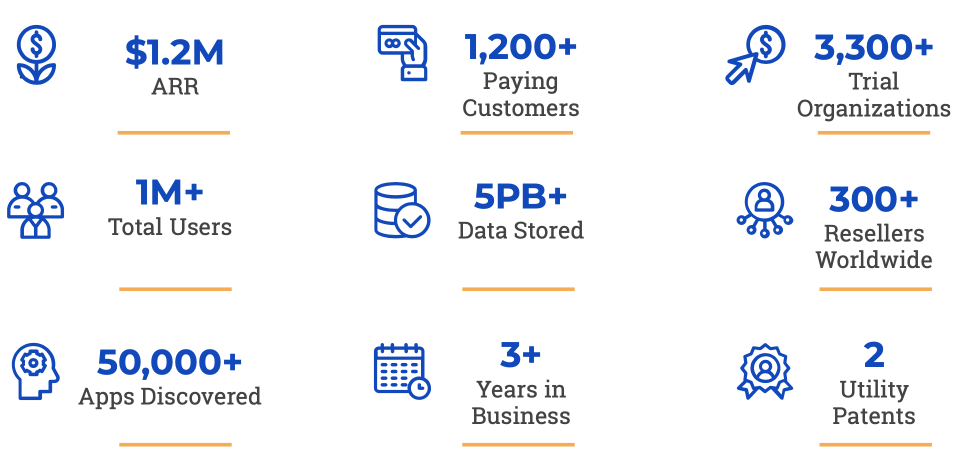 $1.2M
ARR
1,200+
Paying
Customers
3,300+
Trial
Organizations
1M+
Total Users
5PB+
Data Stored
300+
Resellers
Worldwide
50,000+
Apps Discovered
3+
Years in
Business
2
Utility
Patents